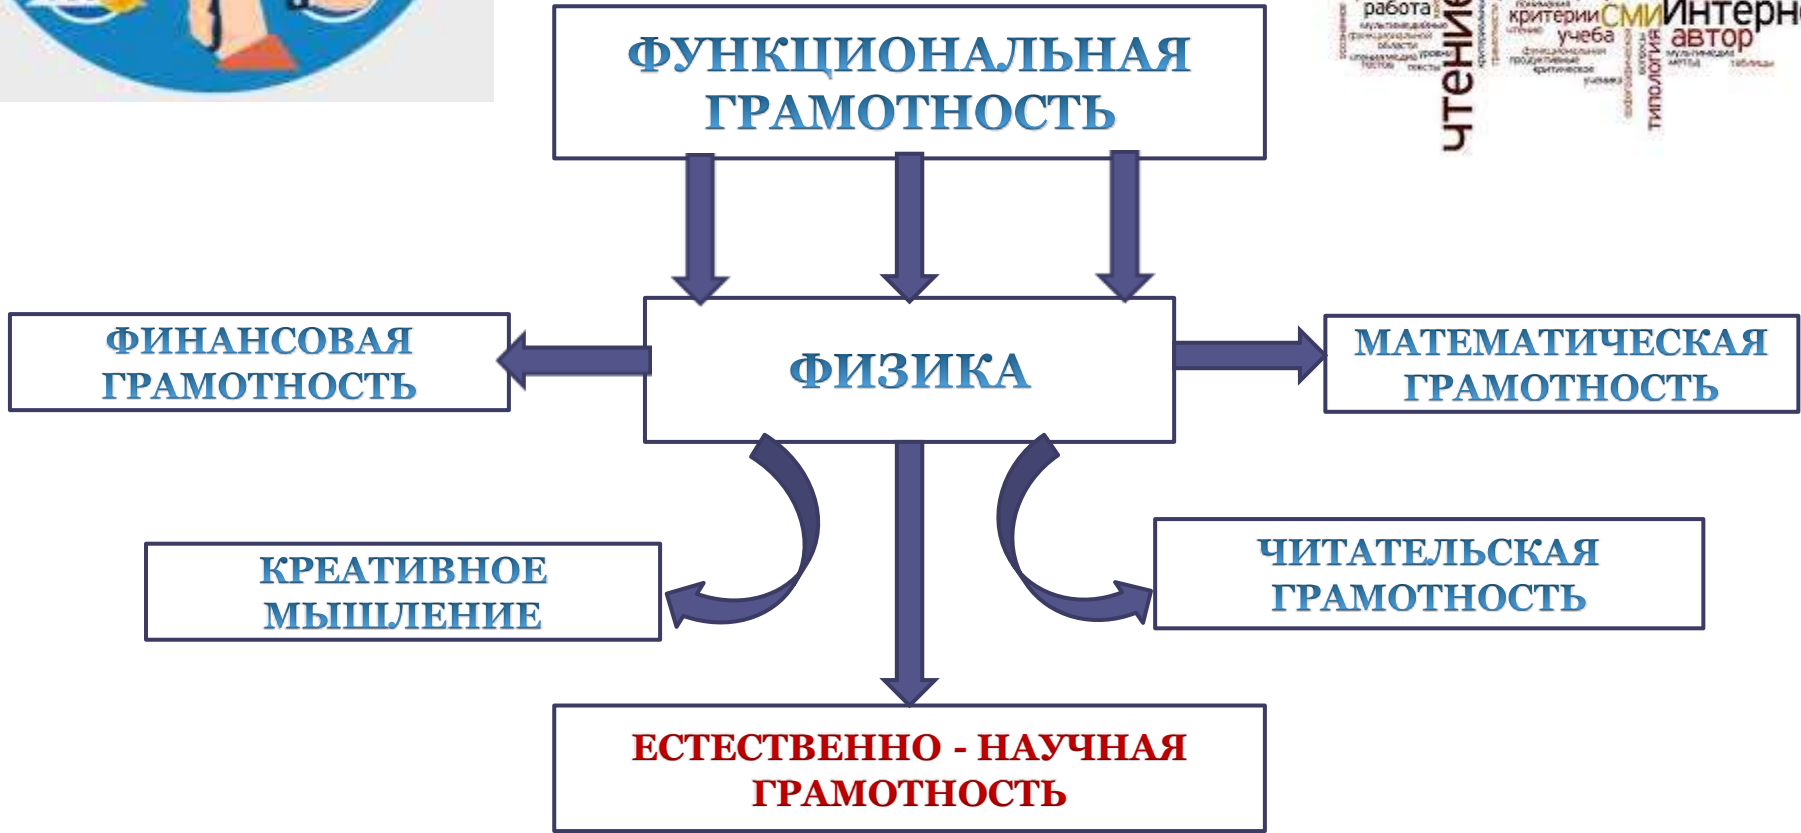 работа
критерии СМИ Интерн
учеба автор
чтение
типология
ФУНКЦИОНАЛЬНАЯ
ГРАМОТНОСТЬ
ФИНАНСОВАЯ
ГРАМОТНОСТЬ
ФИЗИКА
МАТЕМАТИЧЕСКАЯ
ГРАМОТНОСТЬ
КРЕАТИВНОЕ
МЫШЛЕНИЕ
ЧИТАТЕЛЬСКАЯ
ГРАМОТНОСТЬ
ЕСТЕСТВЕННО - НАУЧНАЯ
ГРАМОТНОСТЬ